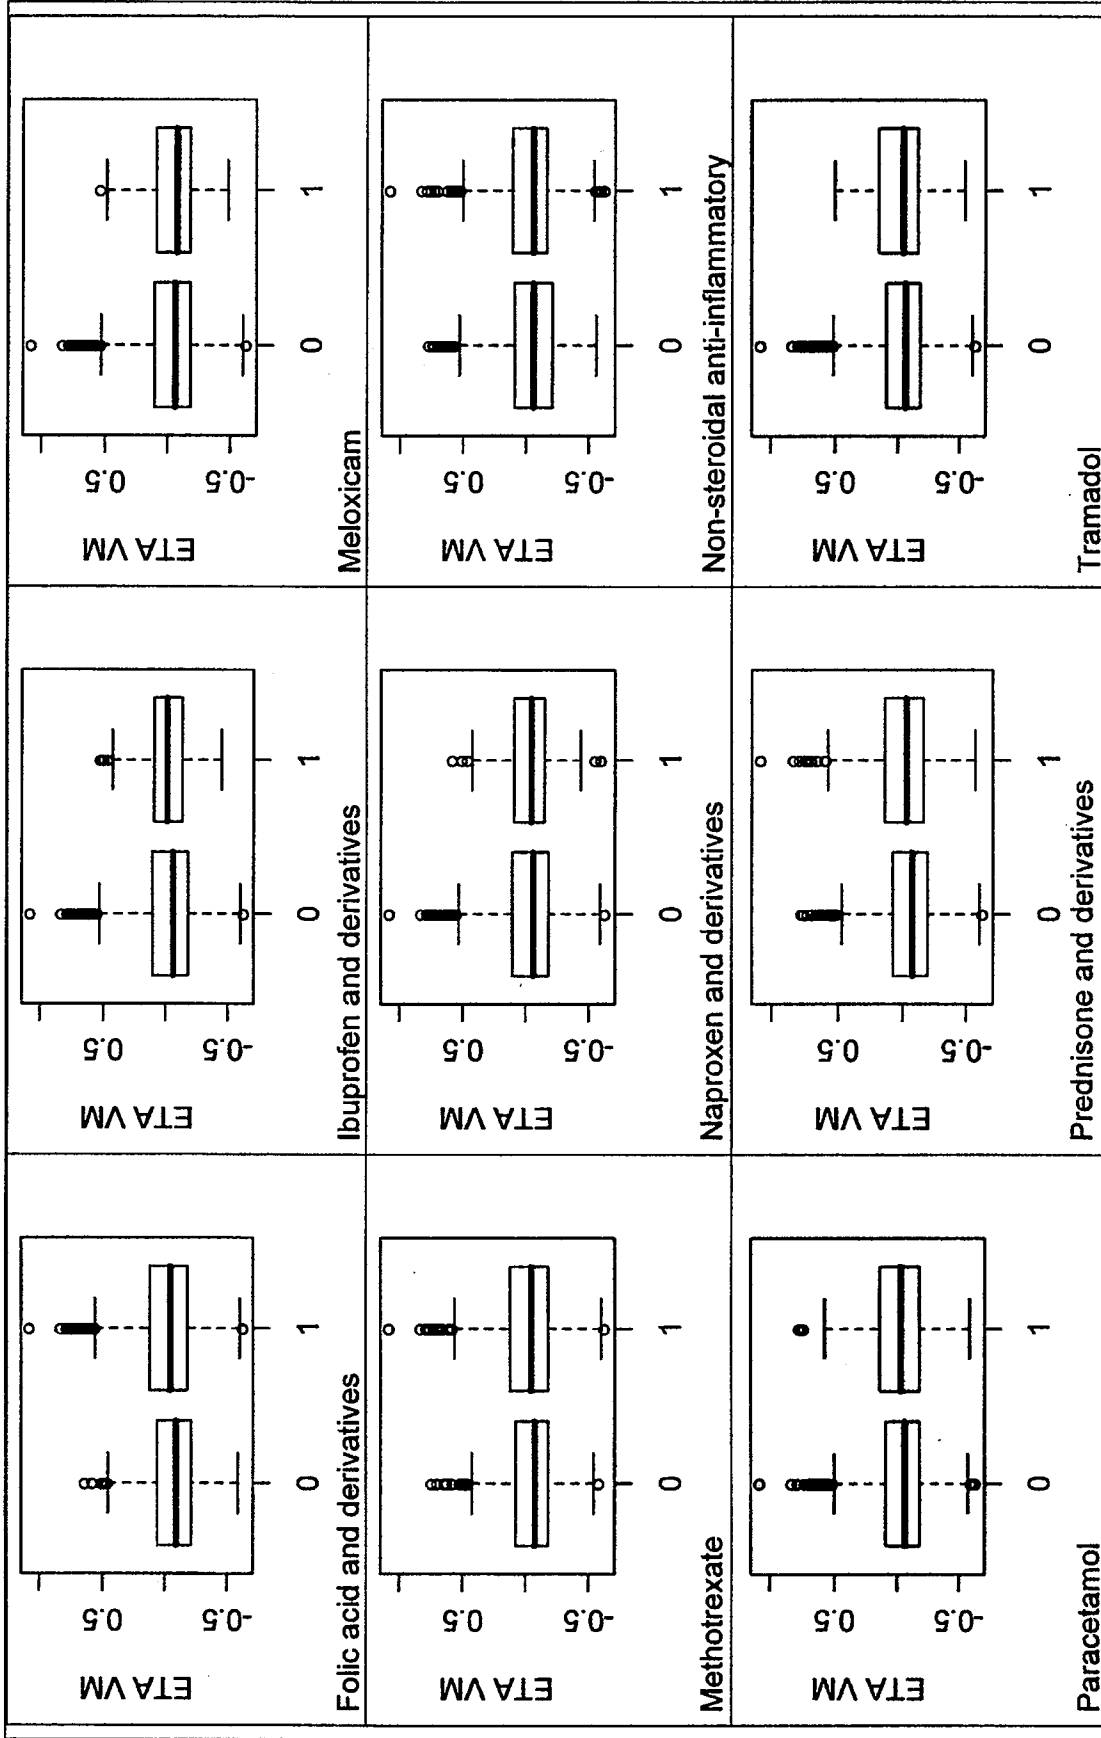 ETA VM
0.5
-0.5
0 1
Folic acid and derivatives
ETA VM
0.5
-0.5
0 1
Ibuprofen and derivatives
ETA VM
0.5
-0.5
0 1
Meloxicam
ETA VM
0.5
-0.5
0 1
Methotrexate
ETA VM
0.5
-0.5
0 1
Naproxen and derivatives
ETA VM
0.5
-0.5
0 1
Non-steroidal anti-inflammatory
ETA VM
0.5
-0.5
0 1
Paracetamol
ETA VM
0.5
-0.5
0 1
Prednisone and derivatives
ETA VM
0.5
-0.5
0 1
Tramadol